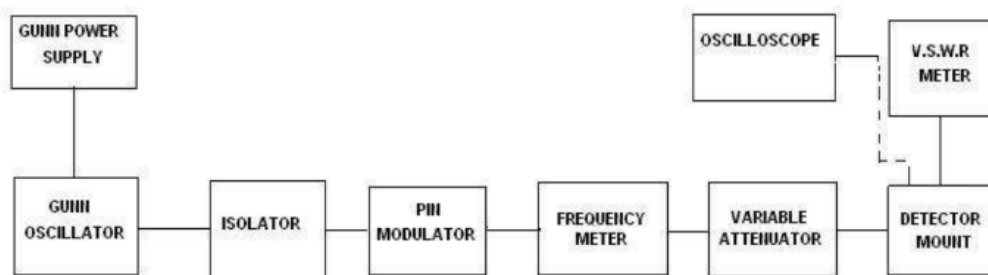 GUNN POWER
SUPPLY
OSCILLOSCOPE
V.S.W.R
METER
GUNN
OSCILLATOR
ISOLATOR
PIN
MODULATOR
FREQUENCY
METER
VARIABLE
ATTENUATOR
DETECTOR
MOUNT